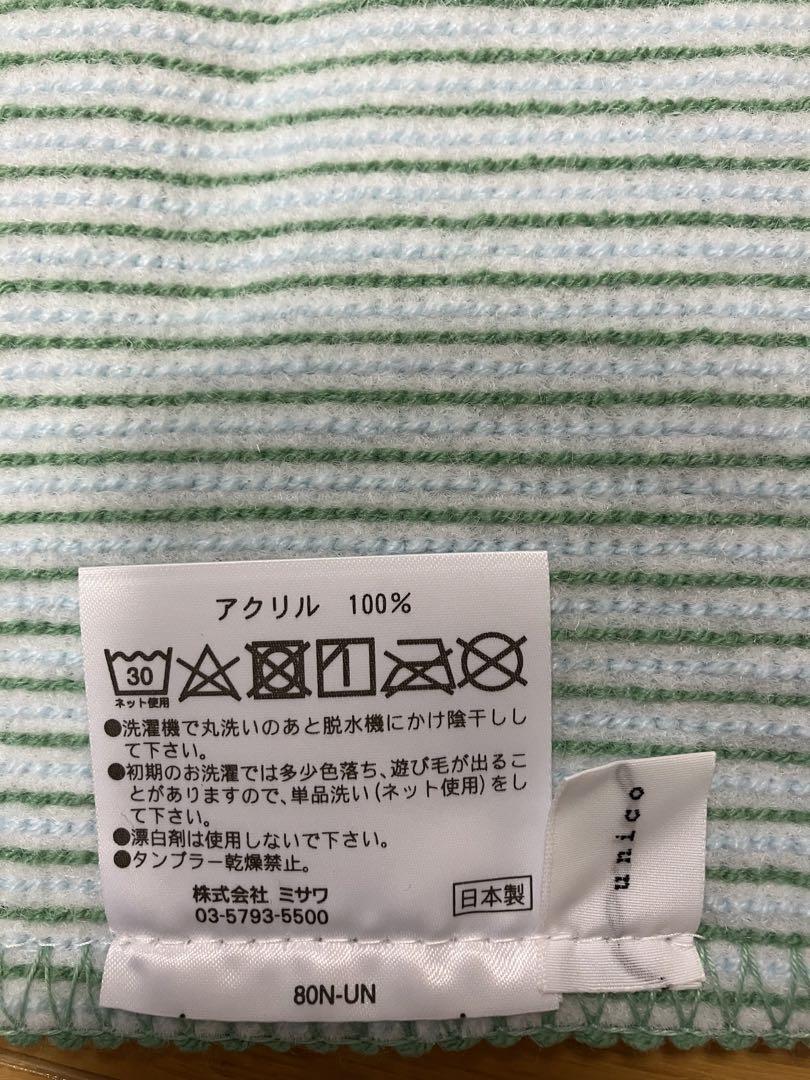 アクリル 100%
30
ネット使用
●洗濯機で丸洗いのあと脱水機にかけ陰干しし
て下さい。
●初期のお洗濯では多少色落ち、遊び毛が出るこ
とがありますので、単品洗い(ネット使用)をし
て下さい。
●漂白剤は使用しないで下さい。
●タンブラー乾燥禁止。
株式会社 ミサワ
03-5793-5500
日本製
80N-UN
unico